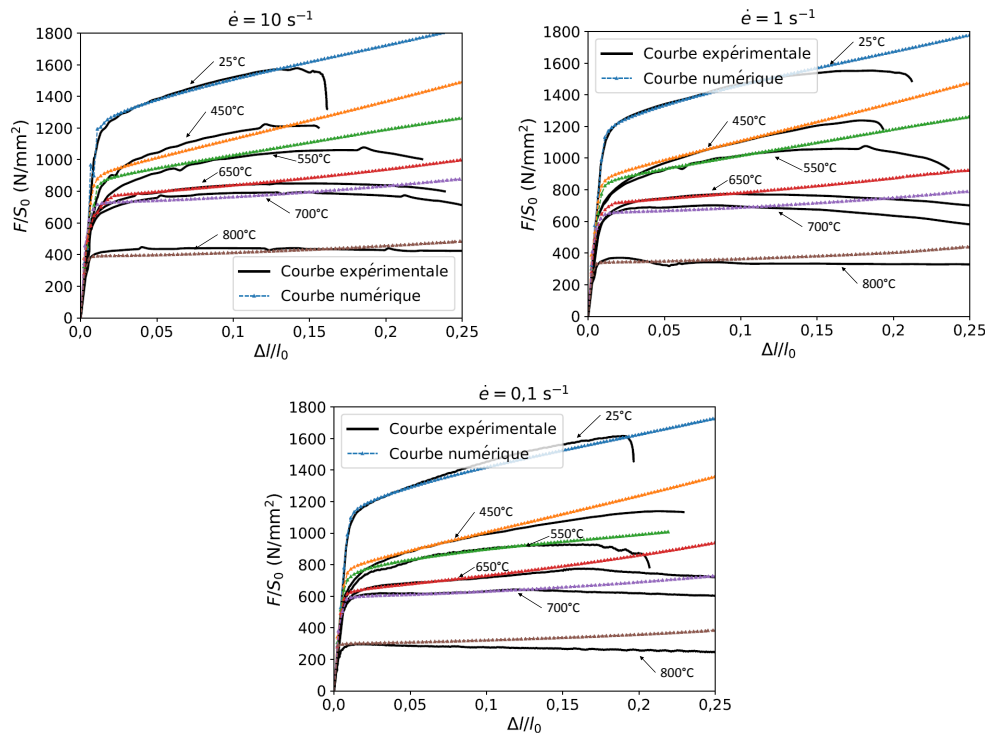 ė = 10 s⁻¹
F/S₀ (N/mm²)
1800
1600
1400
1200
1000
800
600
400
200
0
25°C
450°C
550°C
650°C
700°C
800°C
Courbe expérimentale
Courbe numérique
0,0 0,05 0,1 0,15 0,2 0,25
Δl/l₀
ė = 1 s⁻¹
F/S₀ (N/mm²)
1800
1600
1400
1200
1000
800
600
400
200
0
Courbe expérimentale
Courbe numérique
25°C
450°C
550°C
650°C
700°C
800°C
0,0 0,05 0,1 0,15 0,2 0,25
Δl/l₀
ė = 0,1 s⁻¹
F/S₀ (N/mm²)
1800
1600
1400
1200
1000
800
600
400
200
0
Courbe expérimentale
Courbe numérique
25°C
450°C
550°C
650°C
700°C
800°C
0,0 0,05 0,1 0,15 0,2 0,25
Δl/l₀